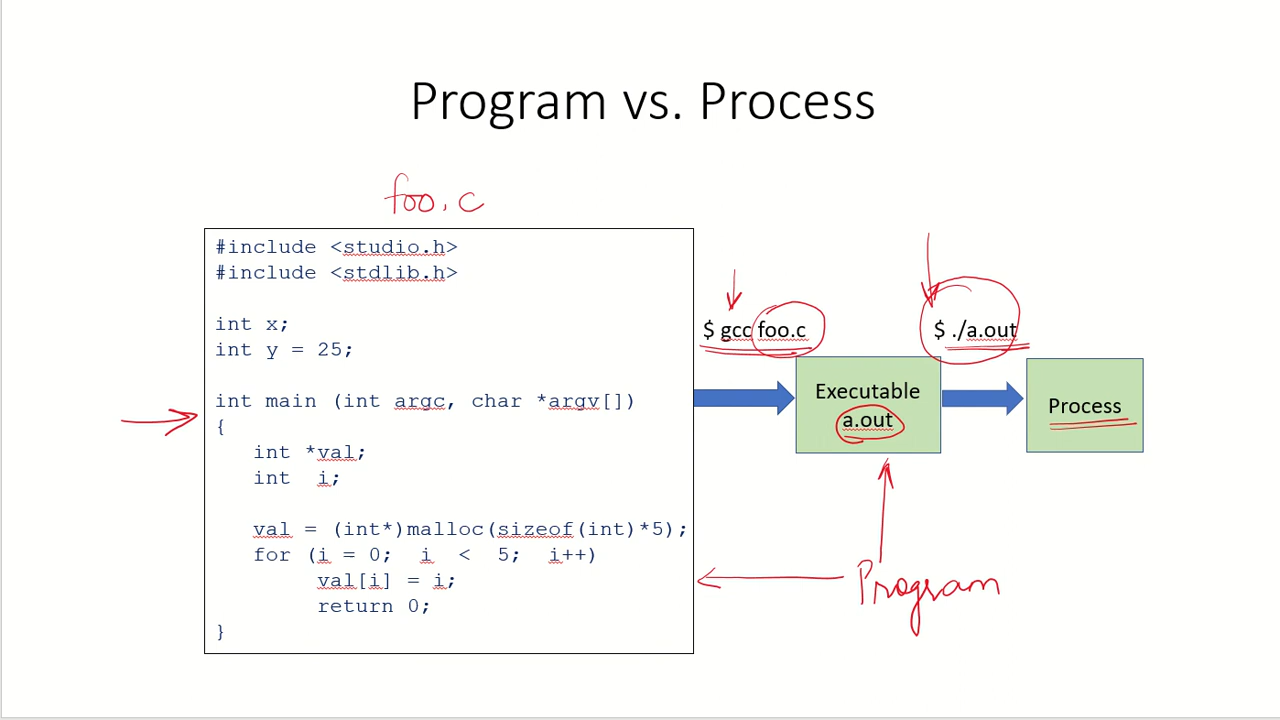 Program vs. Process
foo.c
#include <studio.h>
#include <stdlib.h>
int x;
int y = 25;
int main (int argc, char *argv[])
{
int *val;
int i;
val = (int*)malloc(sizeof(int)*5);
for (i = 0; i < 5; i++)
val[i] = i;
return 0;
}
$ gcc foo.c
Executable
a.out
$ ./a.out
Process
Program